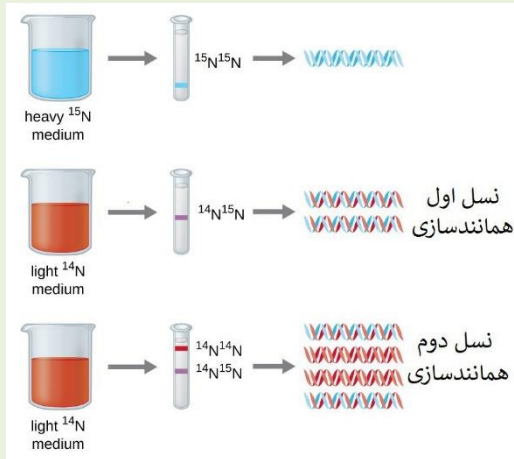 ¹⁵N¹⁵N
heavy ¹⁵N
medium
¹⁴N¹⁵N
نسل اول
همانندسازی
light ¹⁴N
medium
¹⁴N¹⁴N
¹⁴N¹⁵N
نسل دوم
همانندسازی
light ¹⁴N
medium